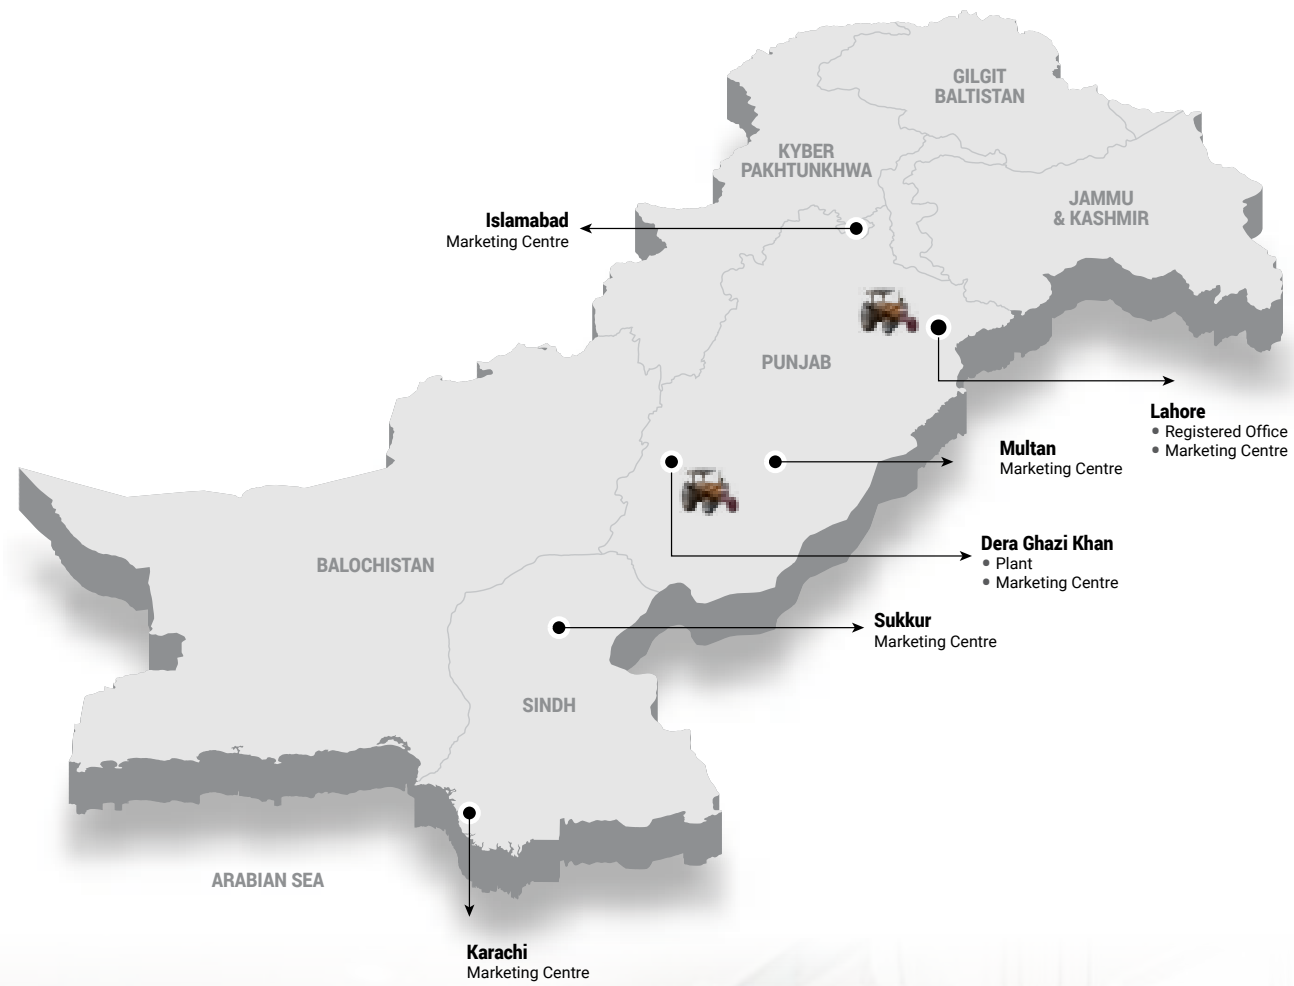 GILGIT
BALTISTAN
KYBER
PAKHTUNKHWA
JAMMU
& KASHMIR
Islamabad
Marketing Centre
PUNJAB
Lahore
• Registered Office
• Marketing Centre
Multan
Marketing Centre
Dera Ghazi Khan
• Plant
• Marketing Centre
BALOCHISTAN
Sukkur
Marketing Centre
SINDH
ARABIAN SEA
Karachi
Marketing Centre